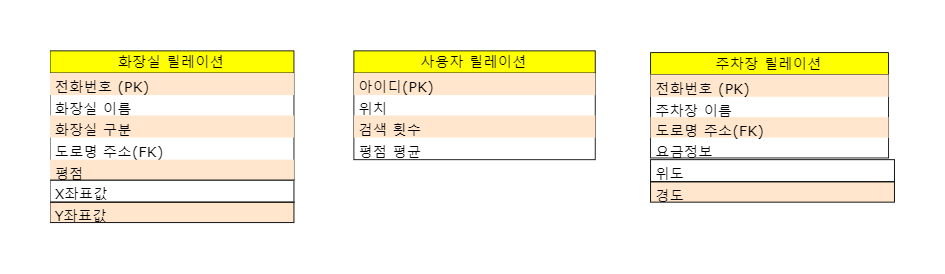 화장실 릴레이션
전화번호 (PK)
화장실 이름
화장실 구분
도로명 주소(FK)
평점
X좌표값
Y좌표값
사용자 릴레이션
아이디(PK)
위치
검색 횟수
평점 평균
주차장 릴레이션
전화번호 (PK)
주차장 이름
도로명 주소(FK)
요금정보
위도
경도